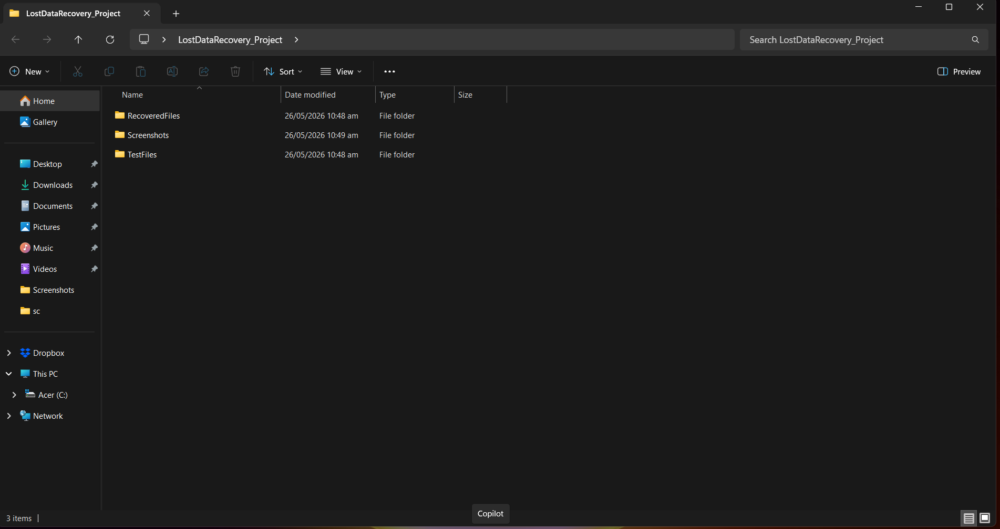 LostDataRecovery_Project
LostDataRecovery_Project
Search LostDataRecovery_Project
New
Sort
View
Preview
Name Date modified Type Size
RecoveredFiles 26/05/2026 10:48 am File folder
Screenshots 26/05/2026 10:49 am File folder
TestFiles 26/05/2026 10:48 am File folder
Home
Gallery
Desktop
Downloads
Documents
Pictures
Music
Videos
Screenshots
sc
Dropbox
This PC
Acer (C:)
Network
3 items
Copilot